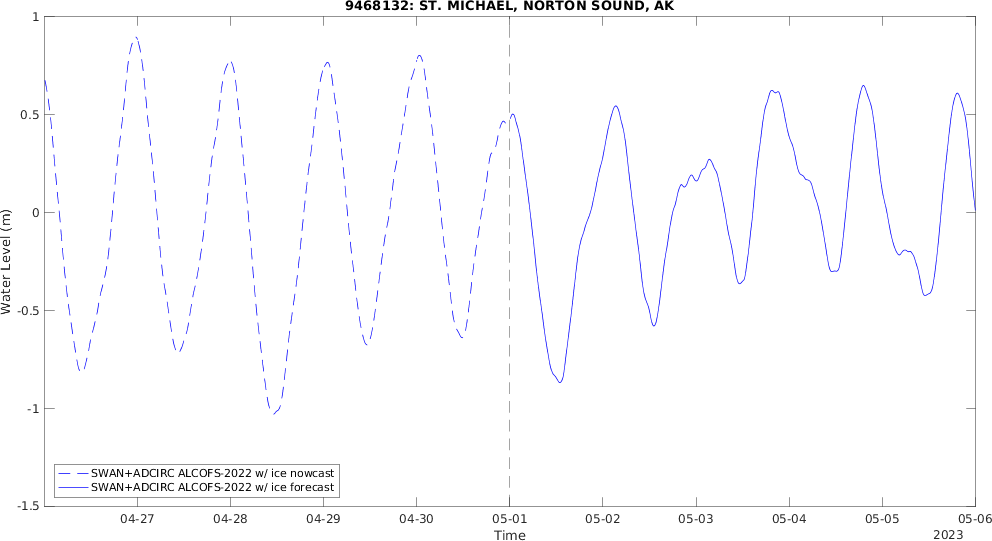 9468132: ST. MICHAEL, NORTON SOUND, AK
1
0.5
0
-0.5
-1
-1.5
Water Level (m)
SWAN+ADCIRC ALCOFS-2022 w/ ice nowcast
SWAN+ADCIRC ALCOFS-2022 w/ ice forecast
04-27 04-28 04-29 04-30 05-01 05-02 05-03 05-04 05-05 05-06
Time
2023